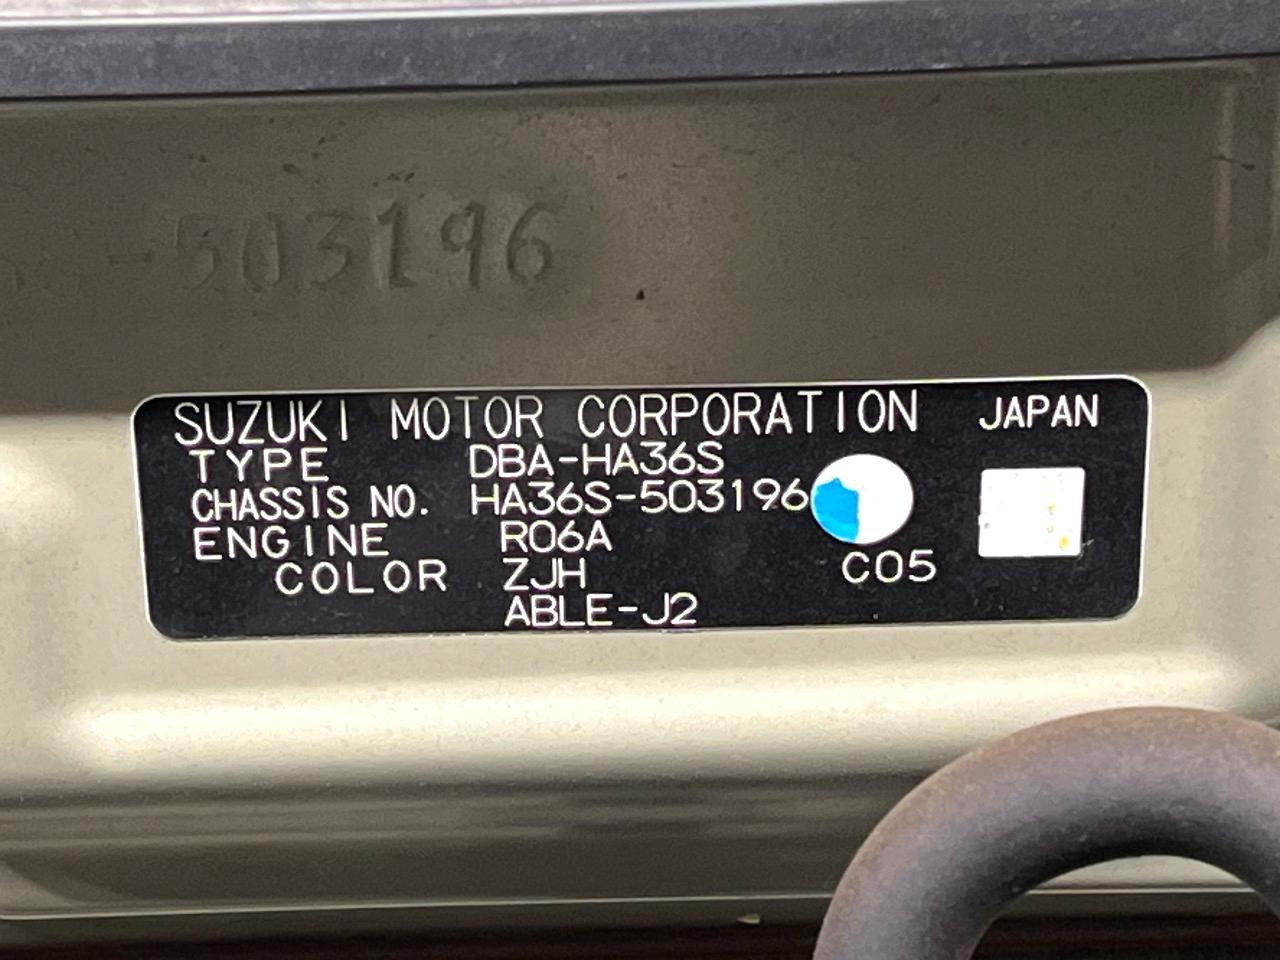 -503196
SUZUKI MOTOR CORPORATION JAPAN
TYPE DBA-HA36S
CHASSIS NO. HA36S-503196
ENGINE R06A
C05
COLOR ZJH
ABLE-J2